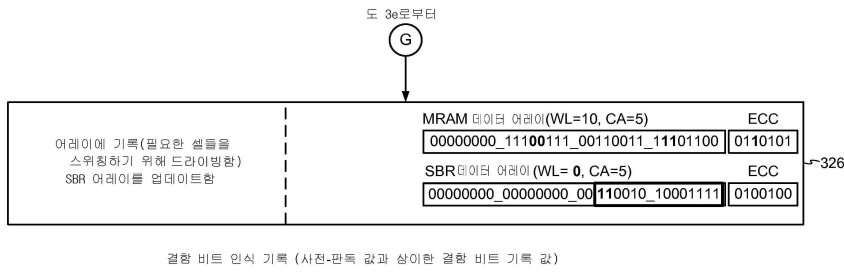 도 3e로부터
G
MRAM 데이터 어레이(WL=10, CA=5) ECC
00000000_11100111_00110011_11101100 0110101
어레이에 기록(필요한 셀들을
스위칭하기 위해 드라이빙함)
SBR 어레이를 업데이트함
SBR데이터 어레이(WL= 0, CA=5) ECC
00000000_00000000_00110010_10001111 0100100
326
결함 비트 인식 기록 (사전-판독 값과 상이한 결함 비트 기록 값)